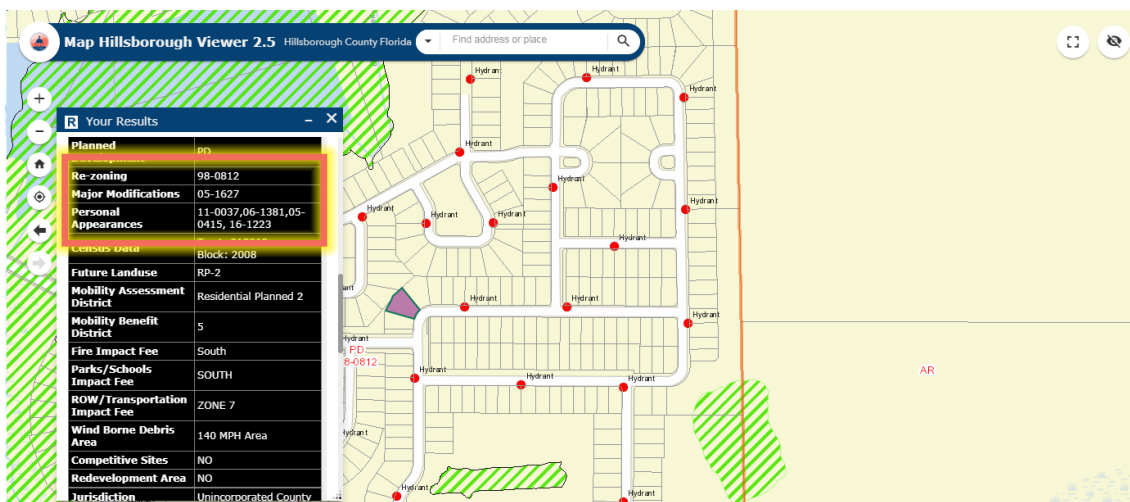 Map Hillsborough Viewer 2.5 Hillsborough County Florida Find address or place
R Your Results
Planned PD
Re-zoning 98-0812
Major Modifications 05-1627
Personal Appearances 11-0037,06-1381,05-
0415, 16-1223
Census Data
Block: 2008
Future Landuse RP-2
Mobility Assessment
District Residential Planned 2
Mobility Benefit
District 5
Fire Impact Fee South
Parks/Schools
Impact Fee SOUTH
ROW/Transportation
Impact Fee ZONE 7
Wind Borne Debris
Area 140 MPH Area
Competitive Sites NO
Redevelopment Area NO
Jurisdiction Unincorporated County
Hydrant
Hydrant
Hydrant
Hydrant
Hydrant
Hydrant
Hydrant
Hydrant
Hydrant
Hydrant
Hydrant
Hydrant
Hydrant
Hydrant
PD
8-0812
Hydrant
Hydrant
Hydrant
Hydrant
Hydrant
Hydrant
AR